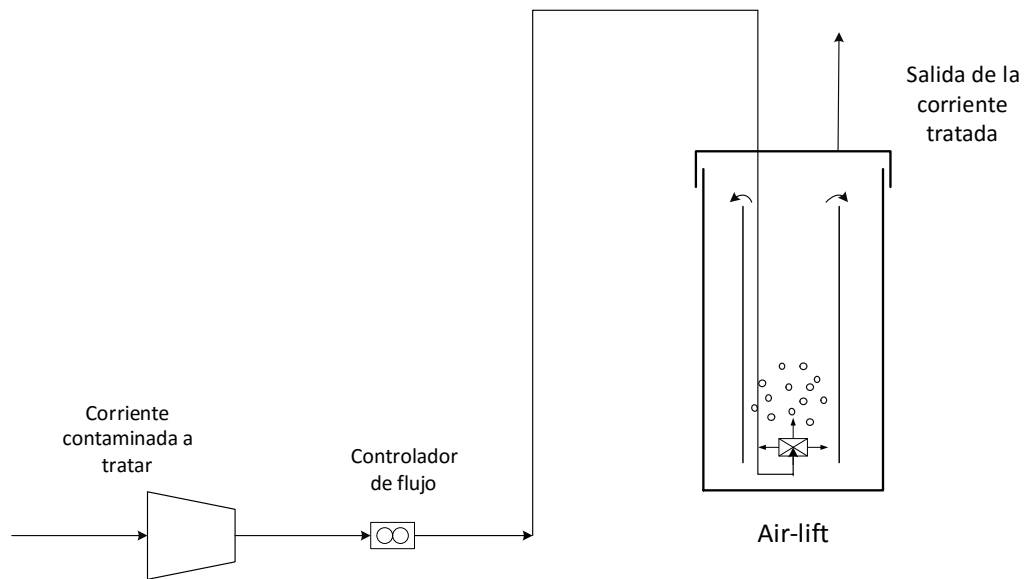 Salida de la
corriente
tratada
Corriente
contaminada a
tratar
Controlador
de flujo
Air-lift